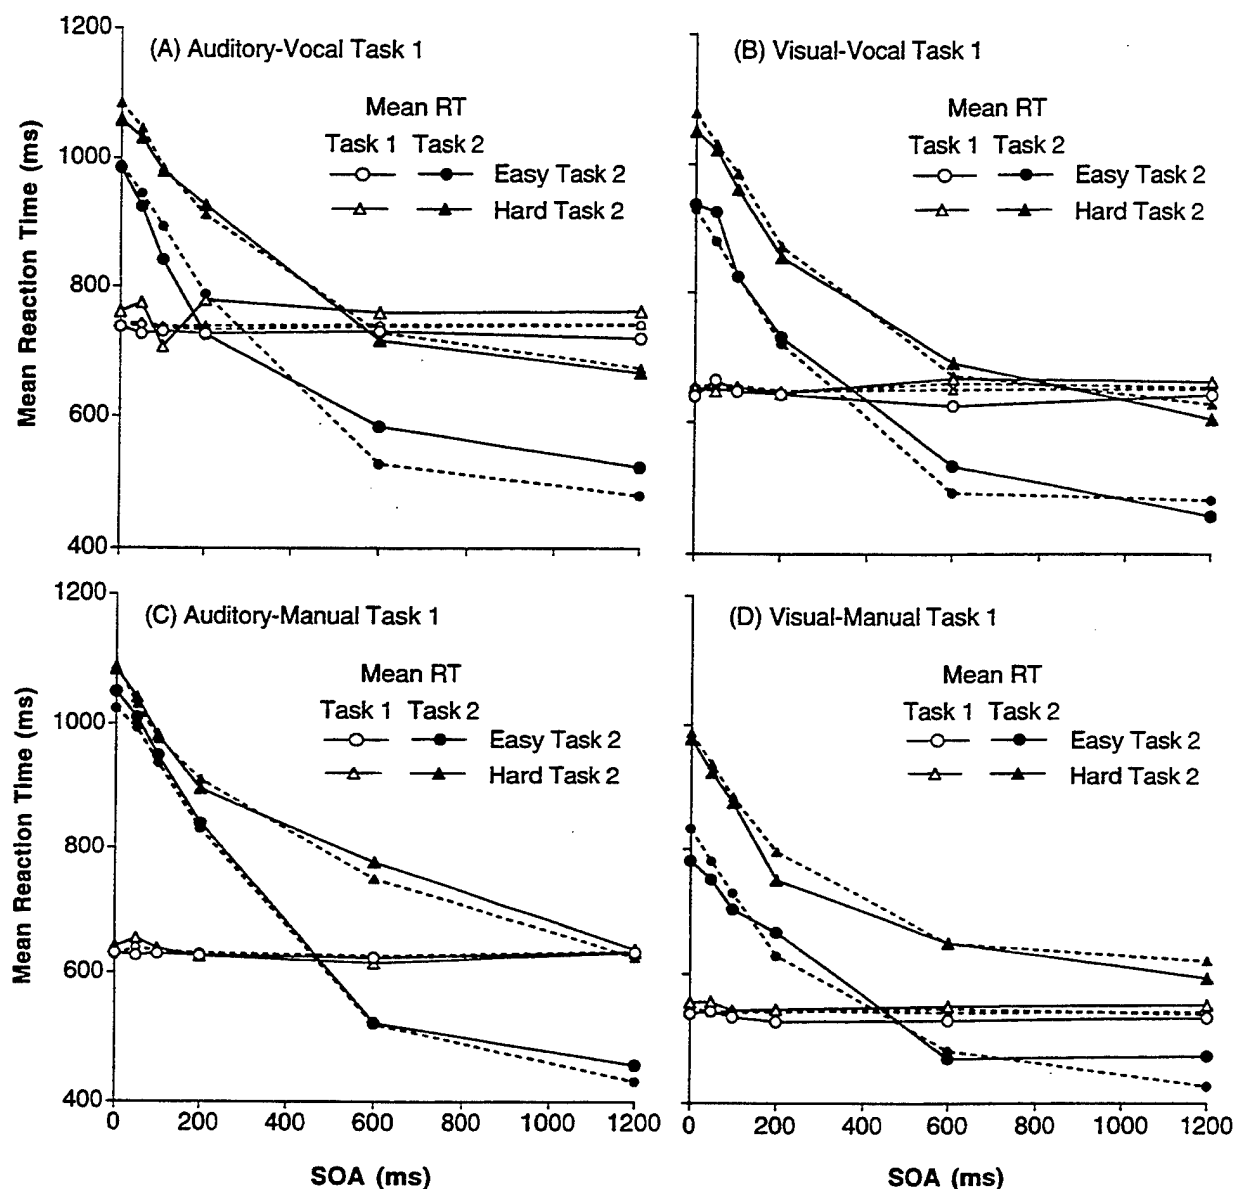 1200
(A) Auditory-Vocal Task 1
(B) Visual-Vocal Task 1
Mean RT
Mean RT
Task 1 Task 2
Task 1 Task 2
1000
Easy Task 2
Easy Task 2
Hard Task 2
Hard Task 2
800
600
400
Mean Reaction Time (ms)
1200
(C) Auditory-Manual Task 1
(D) Visual-Manual Task 1
Mean RT
Mean RT
Task 1 Task 2
Task 1 Task 2
1000
Easy Task 2
Easy Task 2
Hard Task 2
Hard Task 2
800
600
400
Mean Reaction Time (ms)
0 200 400 600 800 1000 1200
0 200 400 600 800 1000 1200
SOA (ms)
SOA (ms)